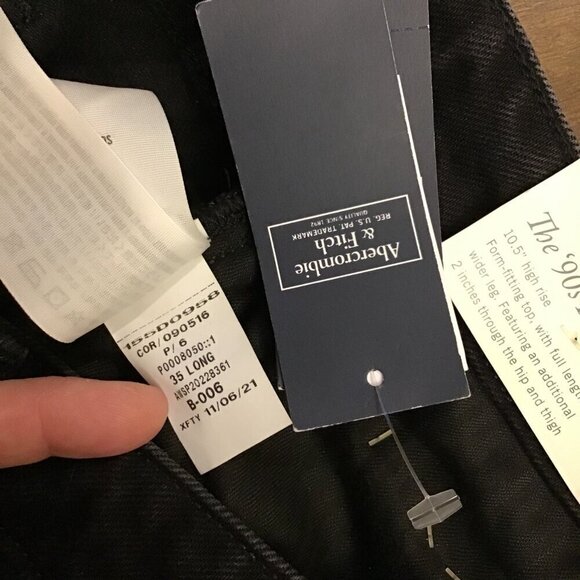 155D0958
COR/090516
P/ 6
P0008050::1
35 LONG
AWSP20228361
B-006
XFTY 11/06/21
Abercrombie
& Fitch
REG. U.S. PAT. TRADEMARK
QUALITY SINCE 1892
The '90s
10.5" high rise
Form-fitting top, with full length
wider leg. Featuring an additional
2 inches through the hip and thigh